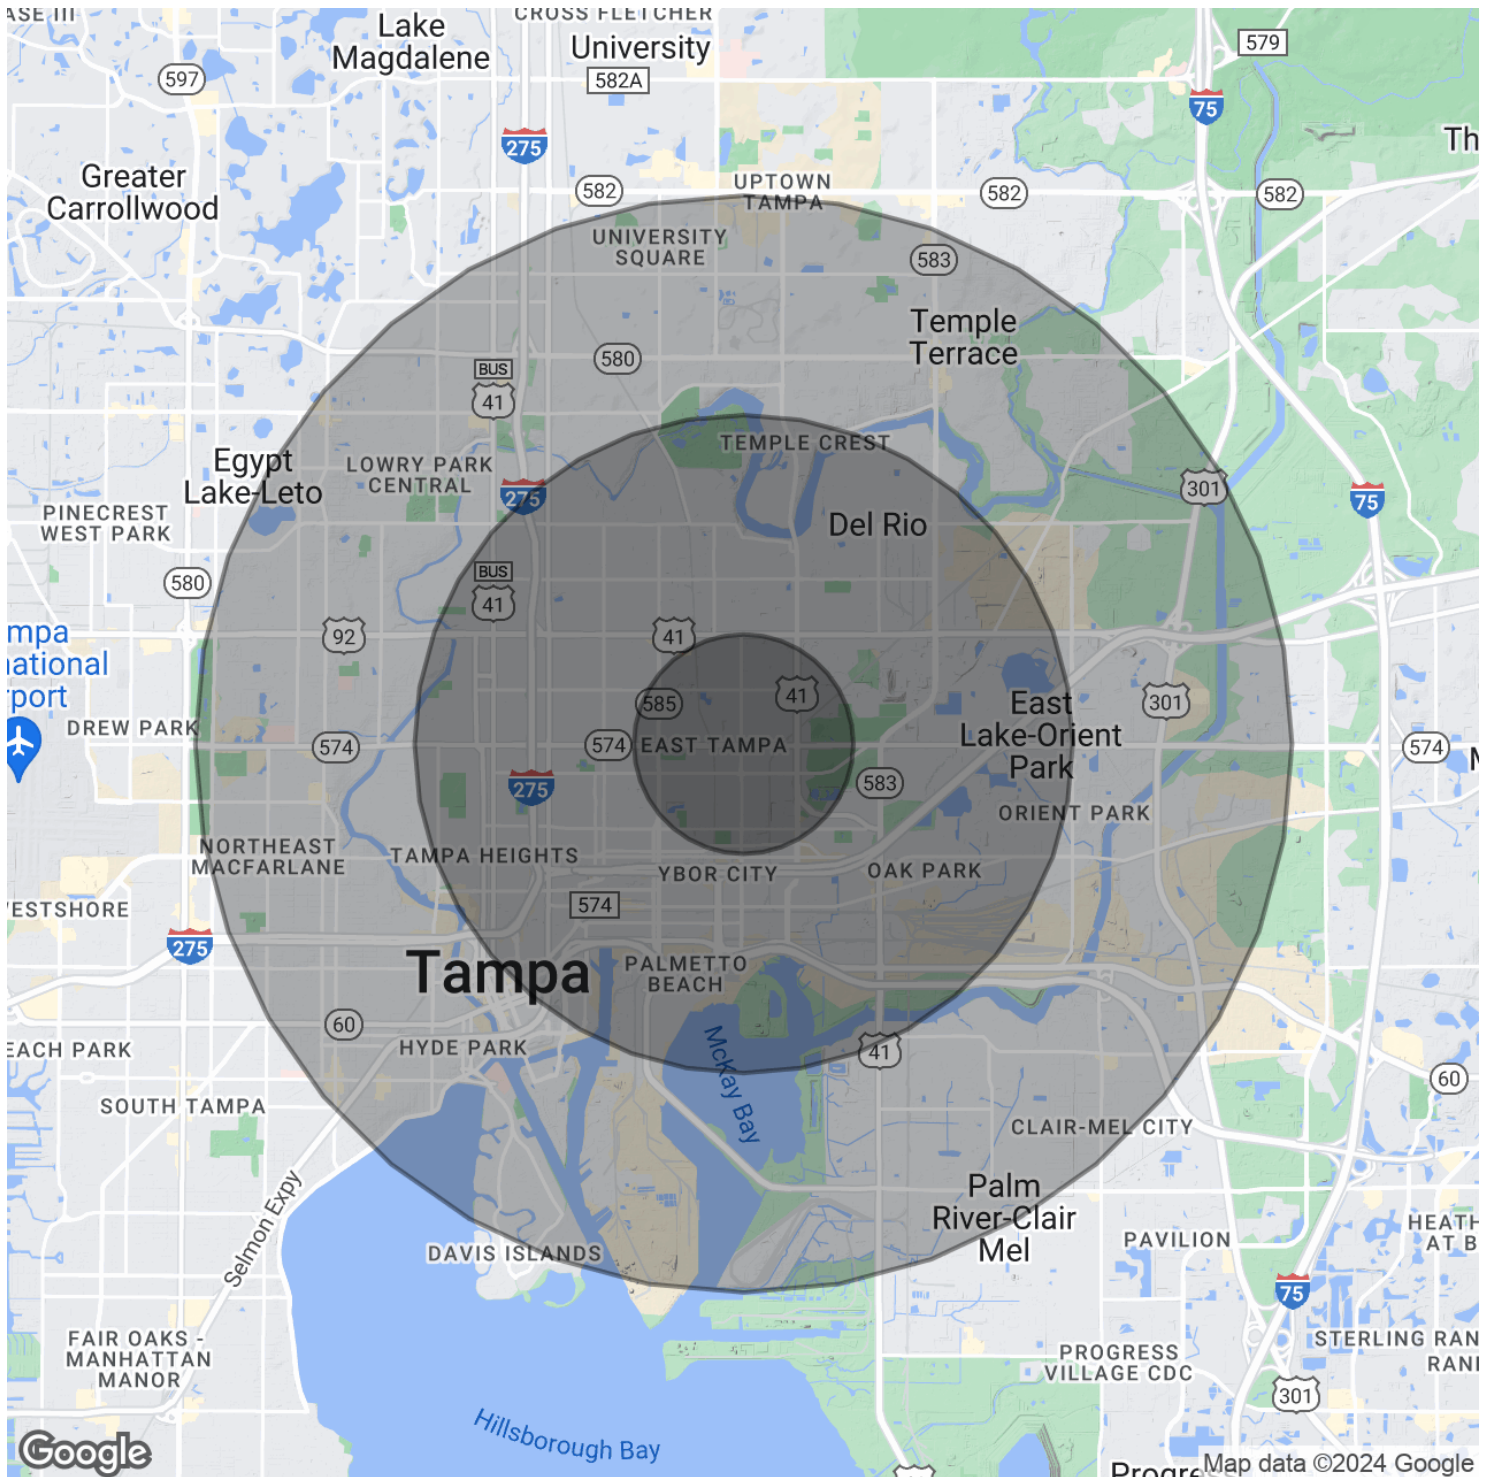 ASE III
Lake
Magdalene
CROSS FLETCHER
University
582A
579
597
275
75
Th
Greater
Carrollwood
582
UPTOWN
TAMPA
582
582
UNIVERSITY
SQUARE
583
Temple
Terrace
BUS
41
580
Egypt
Lake-Leto
LOWRY PARK
CENTRAL
275
TEMPLE CREST
301
75
PINECREST
WEST PARK
Del Rio
580
BUS
41
mpa
national
rport
92
41
585
41
East
Lake-Orient
Park
301
DREW PARK
574
574
EAST TAMPA
574
M
275
583
ORIENT PARK
NORTHEAST
MACFARLANE
TAMPA HEIGHTS
YBOR CITY
OAK PARK
VESTSHORE
574
275
Tampa
PALMETTO
BEACH
60
HYDE PARK
McKay Bay
41
EACH PARK
60
SOUTH TAMPA
CLAIR-MEL CITY
Selmon Expy
Palm
River-Clair
Mel
DAVIS ISLANDS
PAVILION
HEATH
AT B
75
FAIR OAKS -
MANHATTAN
MANOR
PROGRESS
VILLAGE CDC
STERLING RAN
RAN
301
Hillsborough Bay
Google
Progress
Map data ©2024 Google